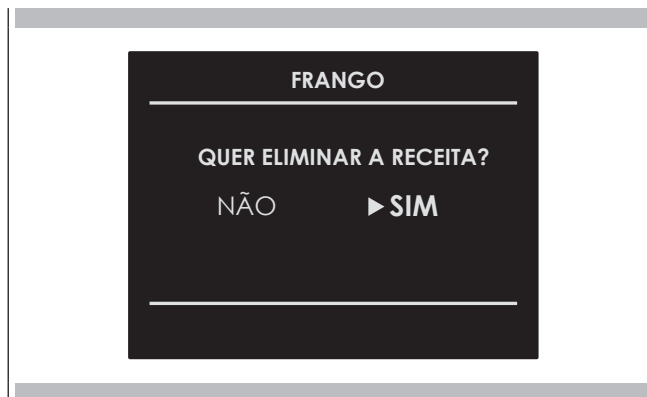 FRANGO
QUER ELIMINAR A RECEITA?
NÃO ▶SIM